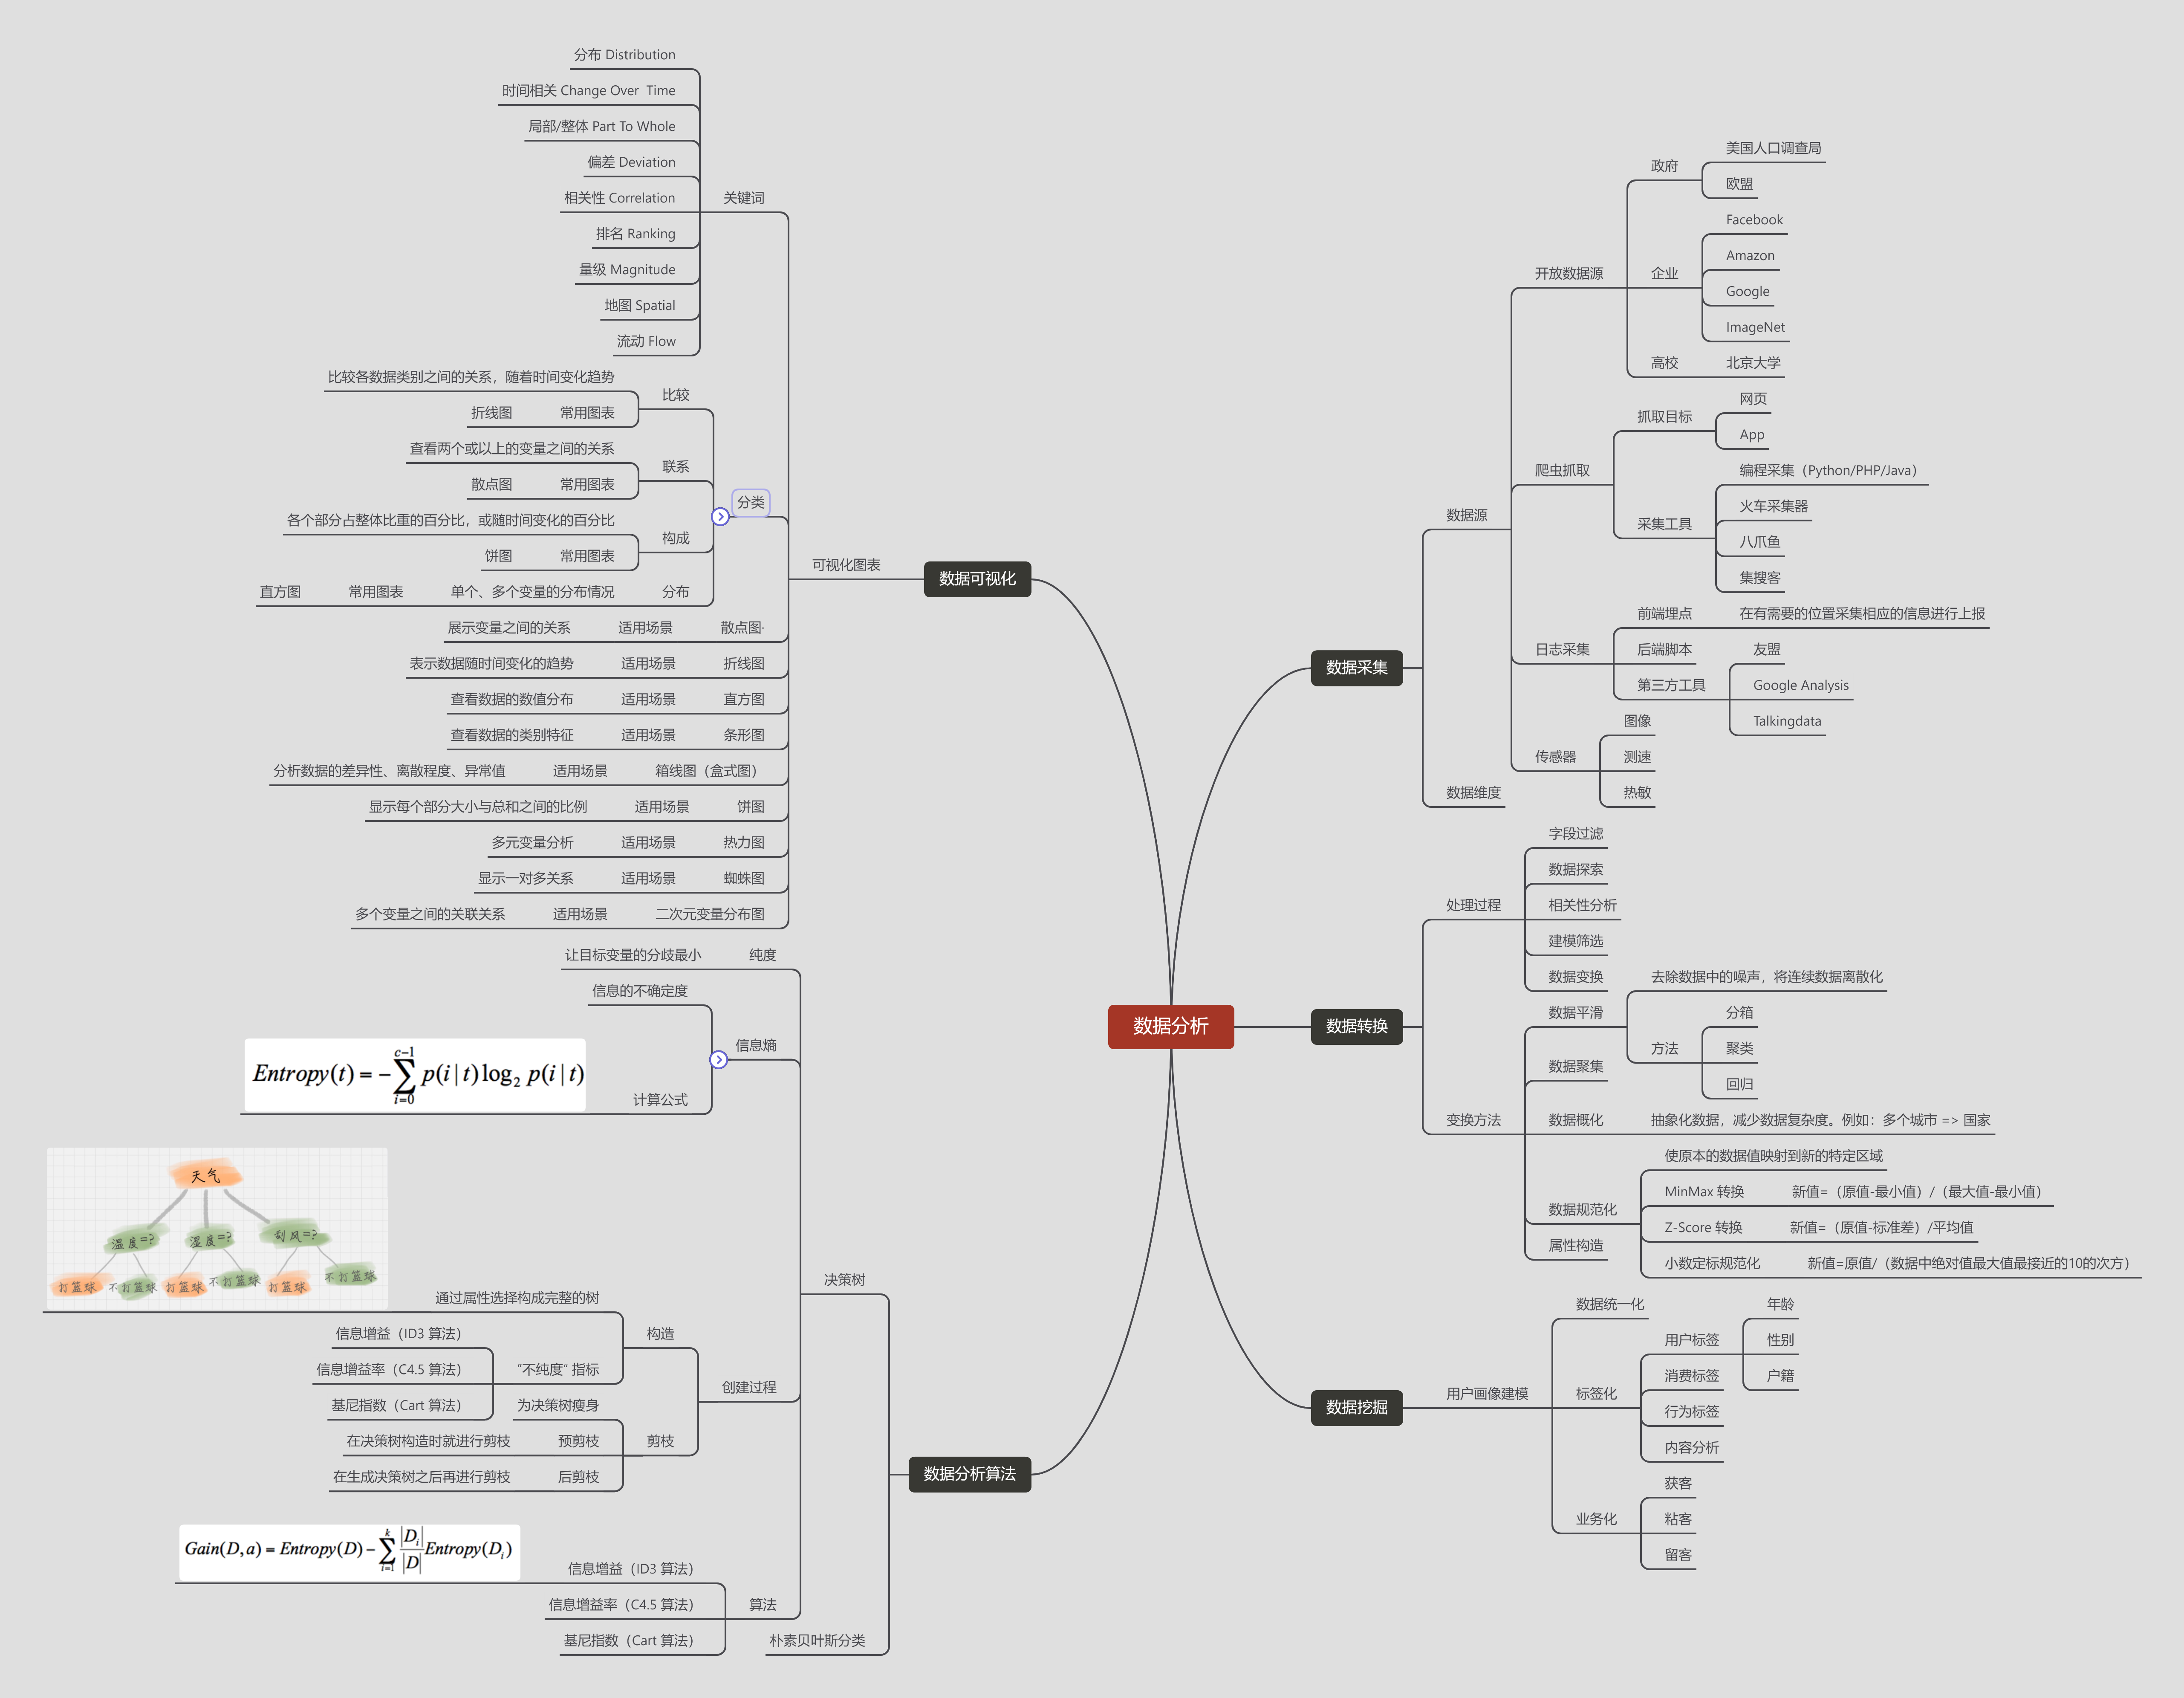 数据分析
数据可视化
可视化图表
关键词
分布 Distribution
时间相关 Change Over  Time
局部/整体 Part To Whole
偏差 Deviation
相关性 Correlation
排名 Ranking
量级 Magnitude
地图 Spatial
流动 Flow
分类
比较
比较各数据类别之间的关系，随着时间变化趋势
折线图 常用图表
联系
查看两个或以上的变量之间的关系
散点图 常用图表
构成
各个部分占整体比重的百分比，或随时间变化的百分比
饼图 常用图表
直方图 常用图表 单个、多个变量的分布情况 分布
展示变量之间的关系 适用场景 散点图·
表示数据随时间变化的趋势 适用场景 折线图
查看数据的数值分布 适用场景 直方图
查看数据的类别特征 适用场景 条形图
分析数据的差异性、离散程度、异常值 适用场景 箱线图（盒式图）
显示每个部分大小与总和之间的比例 适用场景 饼图
多元变量分析 适用场景 热力图
显示一对多关系 适用场景 蜘蛛图
多个变量之间的关联关系 适用场景 二次元变量分布图
数据分析算法
决策树
让目标变量的分歧最小 纯度
信息熵
信息的不确定度
计算公式
Entropy(t) = −∑_{i=0}^{c−1} p(i | t) log₂ p(i | t)
创建过程
构造
通过属性选择构成完整的树
天气
温度=? 湿度=? 刮风=?
打篮球 不打篮球 打篮球 不打篮球 打篮球 不打篮球
“不纯度” 指标
信息增益（ID3 算法）
信息增益率（C4.5 算法）
基尼指数（Cart 算法）
剪枝
为决策树瘦身
在决策树构造时就进行剪枝 预剪枝
在生成决策树之后再进行剪枝 后剪枝
算法
Gain(D, a) = Entropy(D) − ∑_{i=1}^{k} |D_i|/|D| Entropy(D_i)
信息增益（ID3 算法）
信息增益率（C4.5 算法）
基尼指数（Cart 算法）
朴素贝叶斯分类
数据采集
数据源
开放数据源
政府
美国人口调查局
欧盟
企业
Facebook
Amazon
Google
ImageNet
高校 北京大学
爬虫抓取
抓取目标
网页
App
采集工具
编程采集（Python/PHP/Java）
火车采集器
八爪鱼
集搜客
日志采集
前端埋点 在有需要的位置采集相应的信息进行上报
后端脚本
第三方工具
友盟
Google Analysis
Talkingdata
传感器
图像
测速
热敏
数据维度
数据转换
处理过程
字段过滤
数据探索
相关性分析
建模筛选
数据变换
变换方法
数据平滑
去除数据中的噪声，将连续数据离散化
方法
分箱
聚类
回归
数据聚集
数据概化 抽象化数据，减少数据复杂度。例如：多个城市 => 国家
数据规范化
使原本的数据值映射到新的特定区域
MinMax 转换 新值=（原值-最小值）/（最大值-最小值）
Z-Score 转换 新值=（原值-标准差）/平均值
小数定标规范化 新值=原值/（数据中绝对值最大值最接近的10的次方）
属性构造
数据挖掘
用户画像建模
数据统一化
标签化
用户标签
年龄
性别
户籍
消费标签
行为标签
内容分析
业务化
获客
粘客
留客